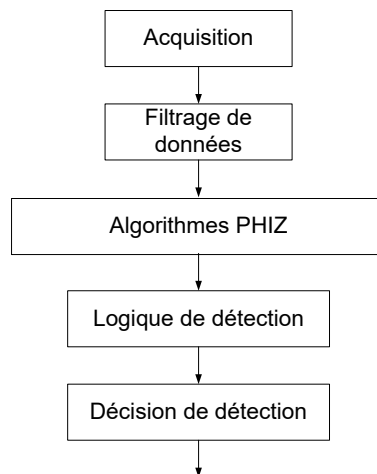 Acquisition
Filtrage de
données
Algorithmes PHIZ
Logique de détection
Décision de détection